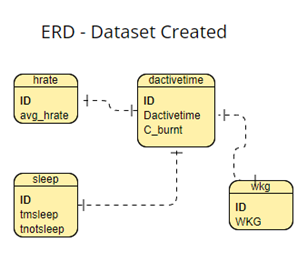 ERD - Dataset Created
hrate
ID
avg_hrate
dactivetime
ID
Dactivetime
C_burnt
sleep
ID
tmsleep
tnotsleep
wkg
ID
WKG